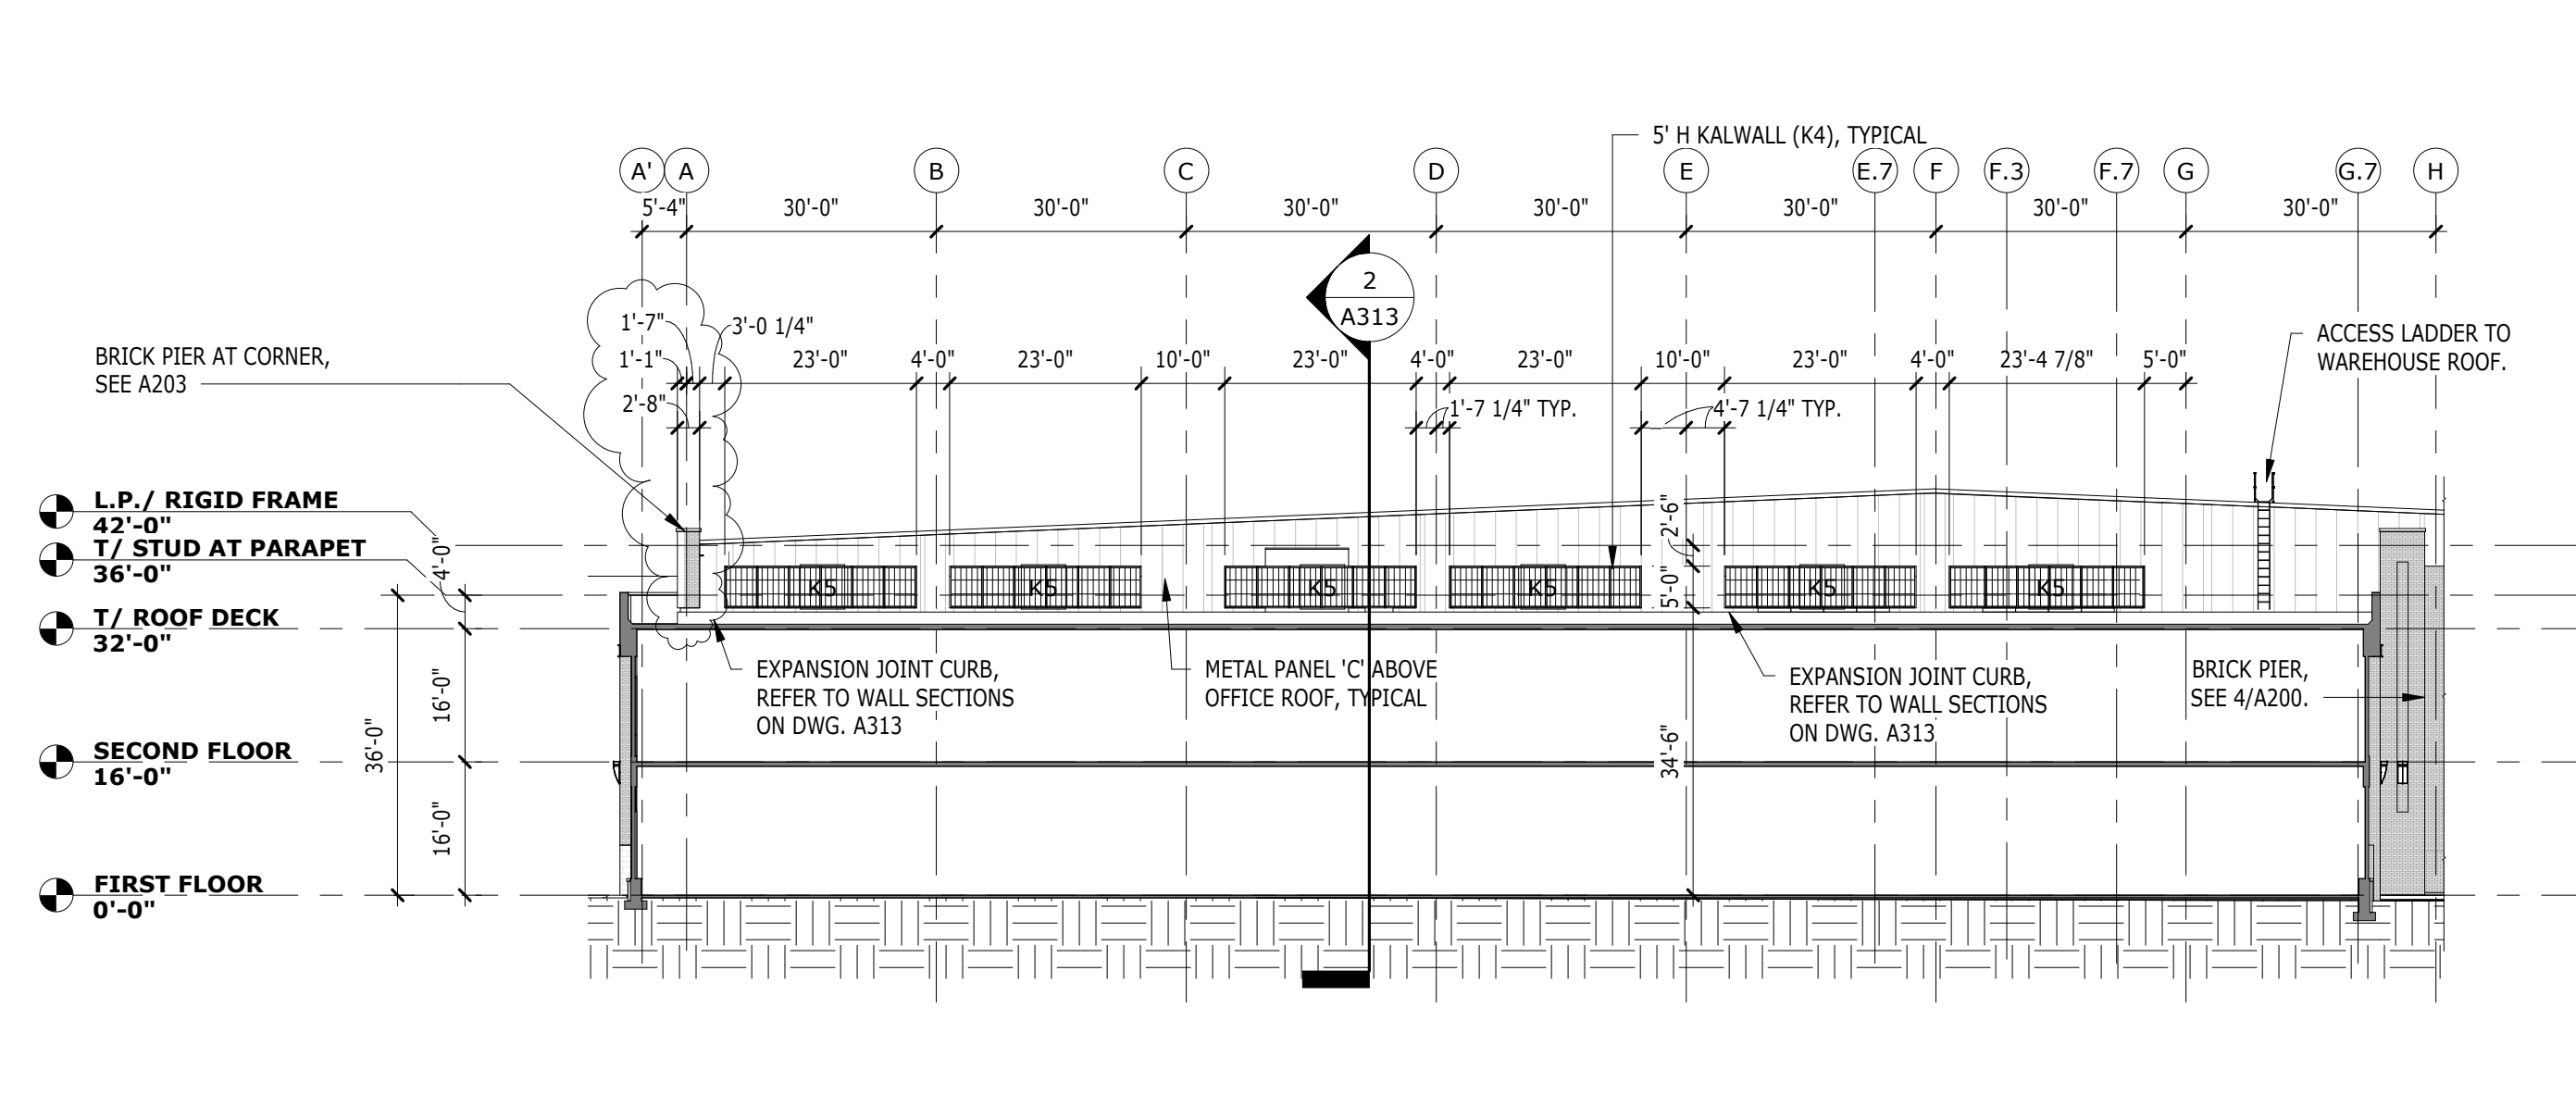 5' H KALWALL (K4), TYPICAL
A' A B C D E E.7 F F.3 F.7 G G.7 H
5'-4" 30'-0" 30'-0" 30'-0" 30'-0" 30'-0" 30'-0" 30'-0"
2
A313
1'-7" 3'-0 1/4"
1'-1" 23'-0" 4'-0" 23'-0" 10'-0" 23'-0" 4'-0" 23'-0" 10'-0" 23'-0" 4'-0" 23'-4 7/8" 5'-0"
2'-8" 1'-7 1/4" TYP. 4'-7 1/4" TYP.
BRICK PIER AT CORNER,
SEE A203
ACCESS LADDER TO
WAREHOUSE ROOF.
L.P./ RIGID FRAME
42'-0"
T/ STUD AT PARAPET
36'-0"
T/ ROOF DECK
32'-0"
SECOND FLOOR
16'-0"
FIRST FLOOR
0'-0"
36'-0"
4'-0"
16'-0"
16'-0"
K5 K5 K5 K5 K5 K5
2'-6"
5'-0"
34'-6"
EXPANSION JOINT CURB,
REFER TO WALL SECTIONS
ON DWG. A313
METAL PANEL 'C' ABOVE
OFFICE ROOF, TYPICAL
EXPANSION JOINT CURB,
REFER TO WALL SECTIONS
ON DWG. A313
BRICK PIER,
SEE 4/A200.